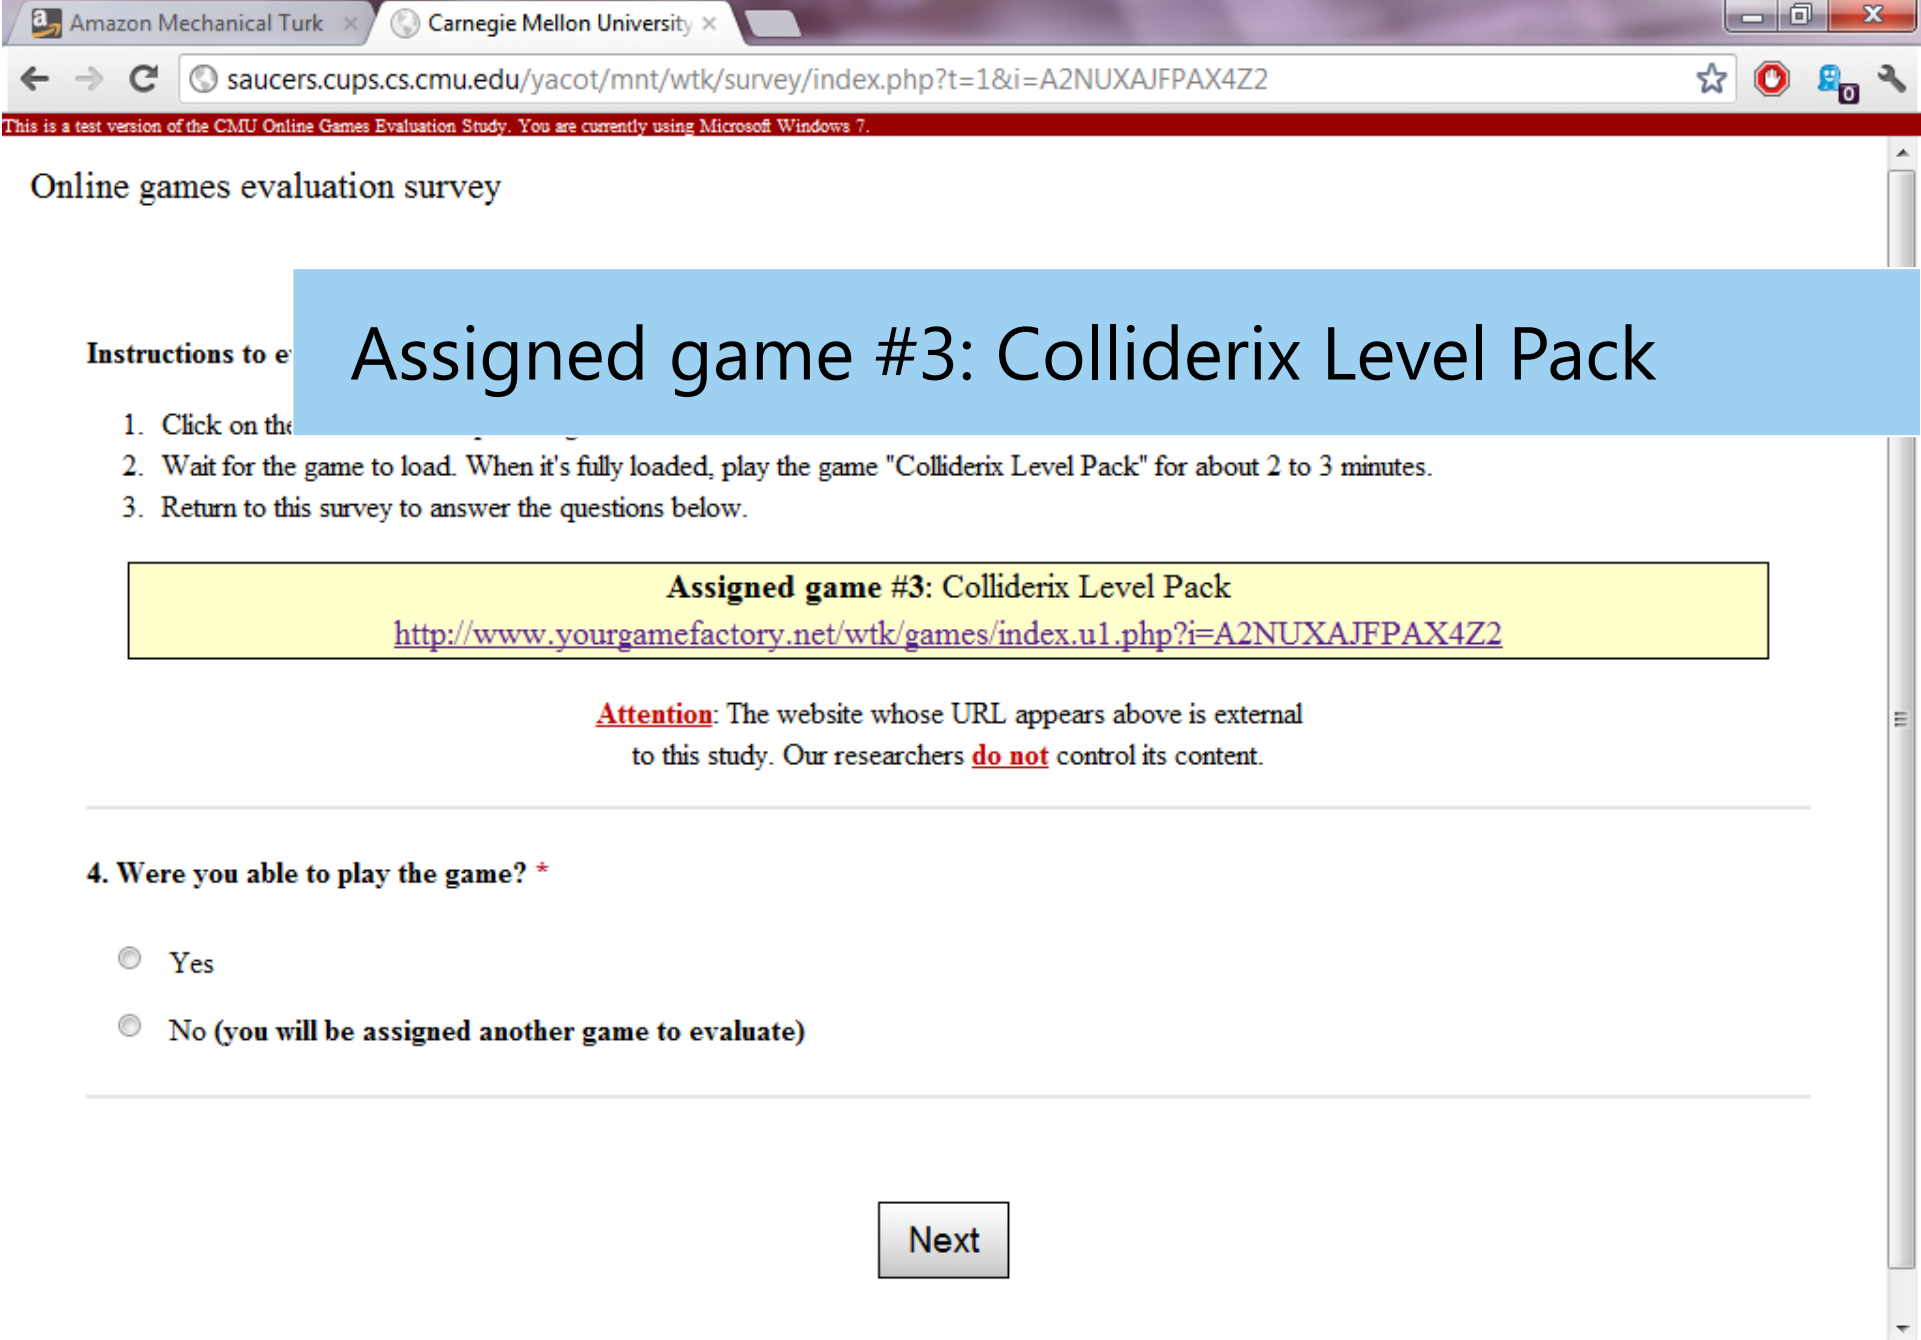 Amazon Mechanical Turk
Carnegie Mellon University
saucers.cups.cs.cmu.edu/yacot/mnt/wtk/survey/index.php?t=1&i=A2NUXAJFPAX4Z2
0
This is a test version of the CMU Online Games Evaluation Study. You are currently using Microsoft Windows 7.
Online games evaluation survey
Assigned game #3: Colliderix Level Pack
Instructions to
1. Click on the
2. Wait for the game to load. When it's fully loaded, play the game "Colliderix Level Pack" for about 2 to 3 minutes.
3. Return to this survey to answer the questions below.
Assigned game #3: Colliderix Level Pack
http://www.yourgamefactory.net/wtk/games/index.u1.php?i=A2NUXAJFPAX4Z2
Attention: The website whose URL appears above is external
to this study. Our researchers do not control its content.
4. Were you able to play the game? *
Yes
No (you will be assigned another game to evaluate)
Next